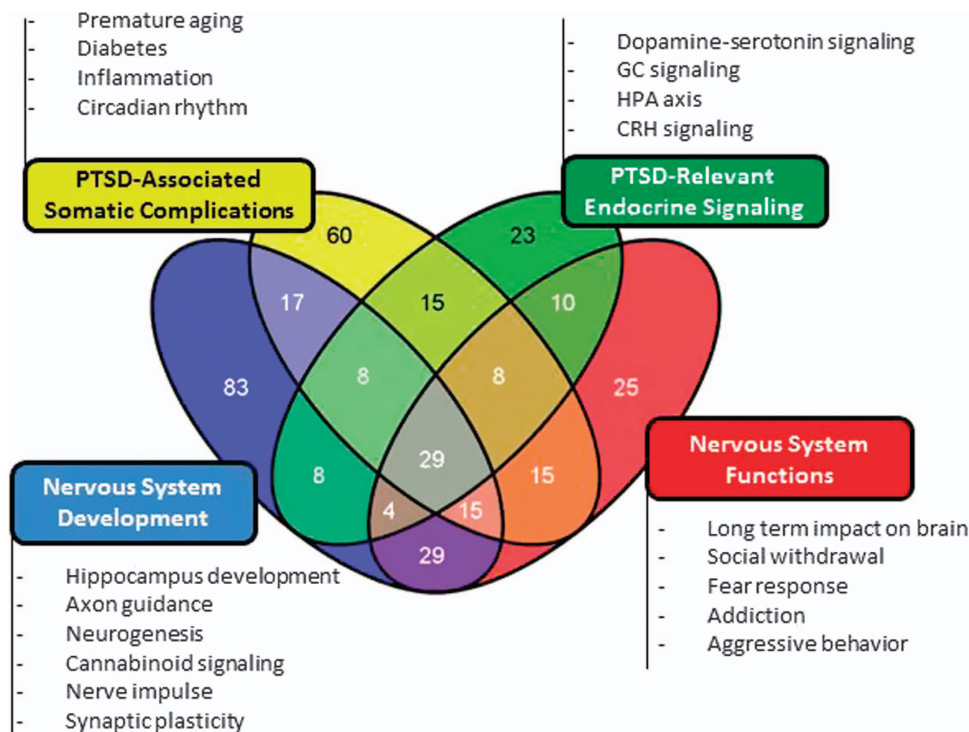 - Premature aging
- Diabetes
- Inflammation
- Circadian rhythm
- Dopamine-serotonin signaling
- GC signaling
- HPA axis
- CRH signaling
PTSD-Associated
Somatic Complications
PTSD-Relevant
Endocrine Signaling
60
23
17
15
10
83
8
8
25
8
29
15
4
15
29
Nervous System
Development
Nervous System
Functions
- Hippocampus development
- Axon guidance
- Neurogenesis
- Cannabinoid signaling
- Nerve impulse
- Synaptic plasticity
- Long term impact on brain
- Social withdrawal
- Fear response
- Addiction
- Aggressive behavior